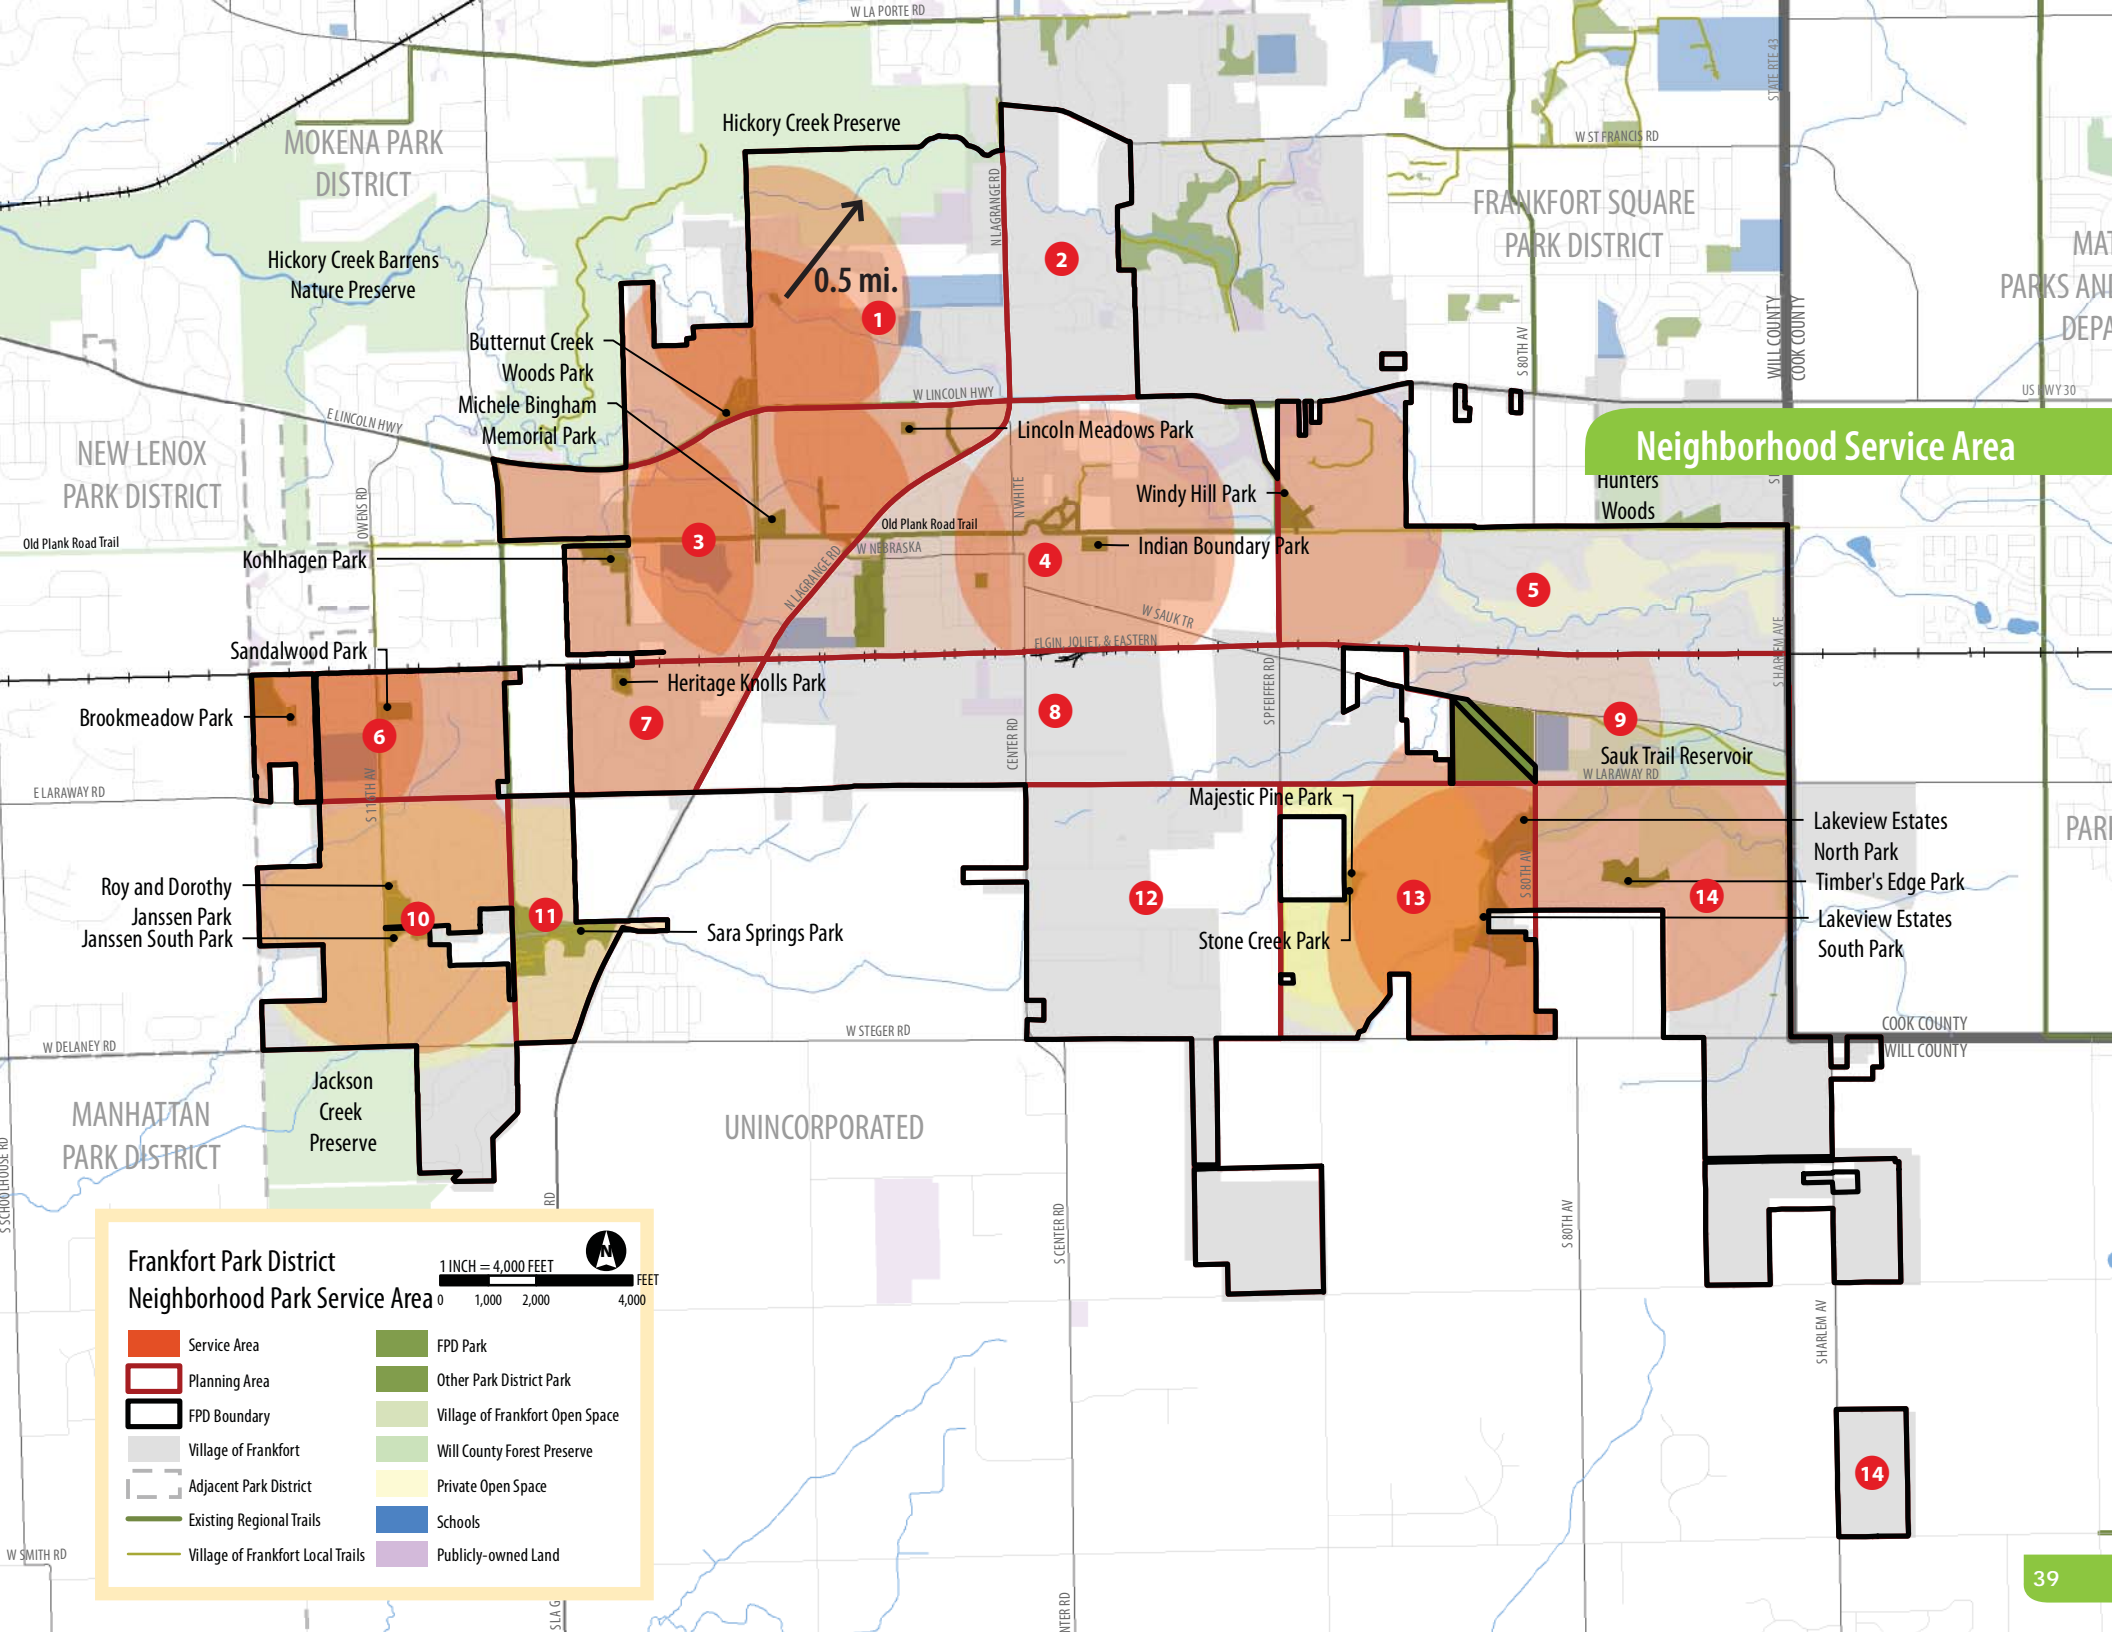 W LA PORTE RD
STATE RTE 43
Hickory Creek Preserve
MOKENA PARK
DISTRICT
W ST FRANCIS RD
N LAGRANGE RD
FRANKFORT SQUARE
PARK DISTRICT
Hickory Creek Barrens
Nature Preserve
2
0.5 mi.
1
WILL COUNTY
COOK COUNTY
S 80TH AV
Butternut Creek
Woods Park
Michele Bingham
Memorial Park
W LINCOLN HWY
E LINCOLN HWY
US HWY 30
Lincoln Meadows Park
Neighborhood Service Area
NEW LENOX
PARK DISTRICT
Hunters
Woods
Windy Hill Park
OWENS RD
N WHITE
Old Plank Road Trail
Old Plank Road Trail
3
W NEBRASKA
Indian Boundary Park
Kohlhagen Park
4
N LAGRANGE RD
5
W SAUK TR
ELGIN, JOLIET, & EASTERN
S HARLEM AVE
Sandalwood Park
Heritage Knolls Park
S PFEIFFER RD
Brookmeadow Park
6
7
8
9
CENTER RD
Sauk Trail Reservoir
W LARAWAY RD
E LARAWAY RD
S 116TH AV
Majestic Pine Park
Lakeview Estates
North Park
Timber's Edge Park
Lakeview Estates
South Park
S 80TH AV
Roy and Dorothy
Janssen Park
Janssen South Park
10
11
12
13
14
Sara Springs Park
Stone Creek Park
W STEGER RD
W DELANEY RD
COOK COUNTY
WILL COUNTY
Jackson
Creek
Preserve
MANHATTAN
PARK DISTRICT
UNINCORPORATED
S SCHOOLHOUSE RD
RD
S CENTER RD
S 80TH AV
S HARLEM AV
14
Frankfort Park District
Neighborhood Park Service Area
1 INCH = 4,000 FEET
N
FEET
0 1,000 2,000 4,000
Service Area
Planning Area
FPD Boundary
Village of Frankfort
Adjacent Park District
Existing Regional Trails
Village of Frankfort Local Trails
FPD Park
Other Park District Park
Village of Frankfort Open Space
Will County Forest Preserve
Private Open Space
Schools
Publicly-owned Land
W SMITH RD
39